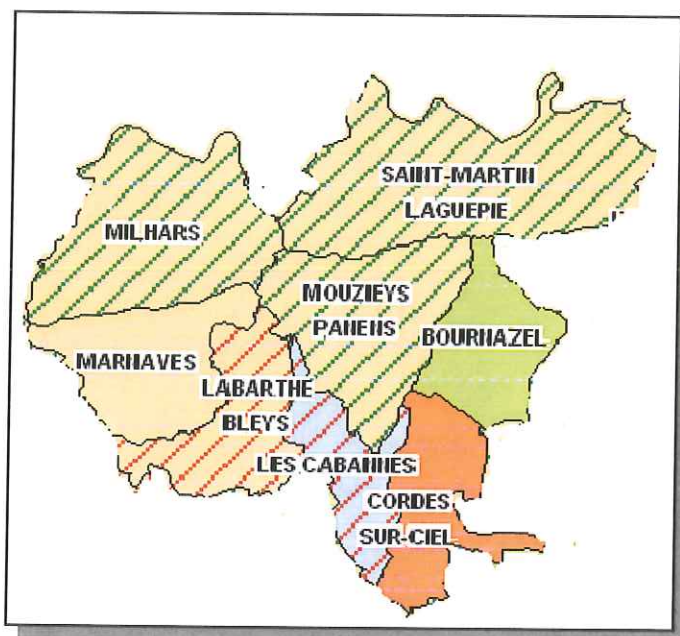 SAINT-MARTIN
LAGUEPIE
MILHARS
MOUZIEYS
PANENS
BOURNAZEL
MARNAVES
LABARTHE
BLEYS
LES CABANNES
CORDES
SUR-CIEL